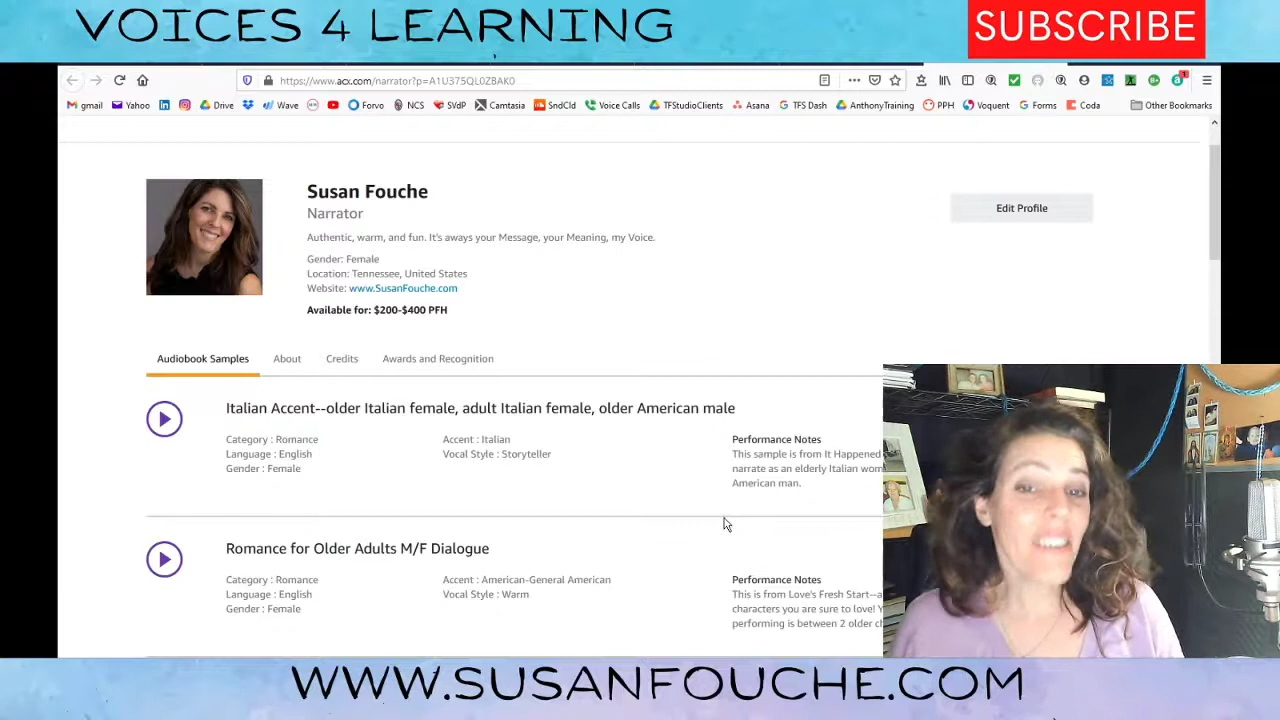 VOICES 4 LEARNING
SUBSCRIBE
https://www.acx.com/narrator?p=A1U375QL0ZBAK0
gmail Yahoo Drive Wave Forvo NCS SVdP Camtasia SndCld Voice Calls TFStudioClients Asana TFS Dash AnthonyTraining PPH Voquent Forms Coda Other Bookmarks
Susan Fouche
Narrator
Edit Profile
Authentic, warm, and fun. It's aways your Message, your Meaning, my Voice.
Gender: Female
Location: Tennessee, United States
Website: www.SusanFouche.com
Available for: $200-$400 PFH
Audiobook Samples About Credits Awards and Recognition
Italian Accent--older Italian female, adult Italian female, older American male
Category : Romance Accent : Italian Performance Notes
Language : English Vocal Style : Storyteller This sample is from It Happened
Gender : Female narrate as an elderly Italian wom
American man.
Romance for Older Adults M/F Dialogue
Category : Romance Accent : American-General American Performance Notes
Language : English Vocal Style : Warm This is from Love's Fresh Start--a
Gender : Female characters you are sure to love! Y
performing is between 2 older ch
WWW.SUSANFOUCHE.COM